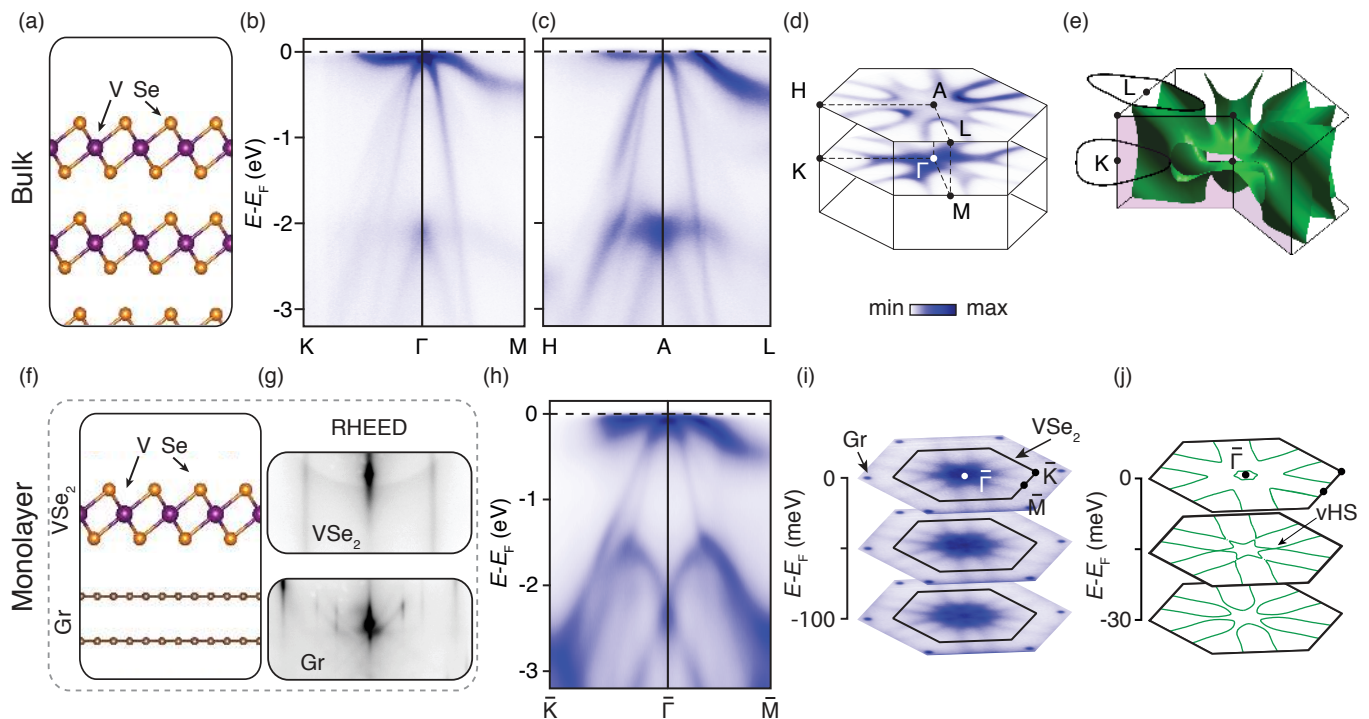 (a)
(b)
(c)
(d)
(e)
Bulk
V Se
E-E_F (eV)
0
-1
-2
-3
K Γ M
H A L
H
A
L
K
Γ
M
min max
L
K
(f)
(g)
(h)
(i)
(j)
Monolayer
VSe₂
Gr
V Se
RHEED
VSe₂
Gr
E-E_F (eV)
0
-1
-2
-3
K̅ Γ̅ M̅
Gr
VSe₂
E-E_F (meV)
0
-100
Γ̅
K̅
M̅
E-E_F (meV)
0
-30
Γ̅
vHS